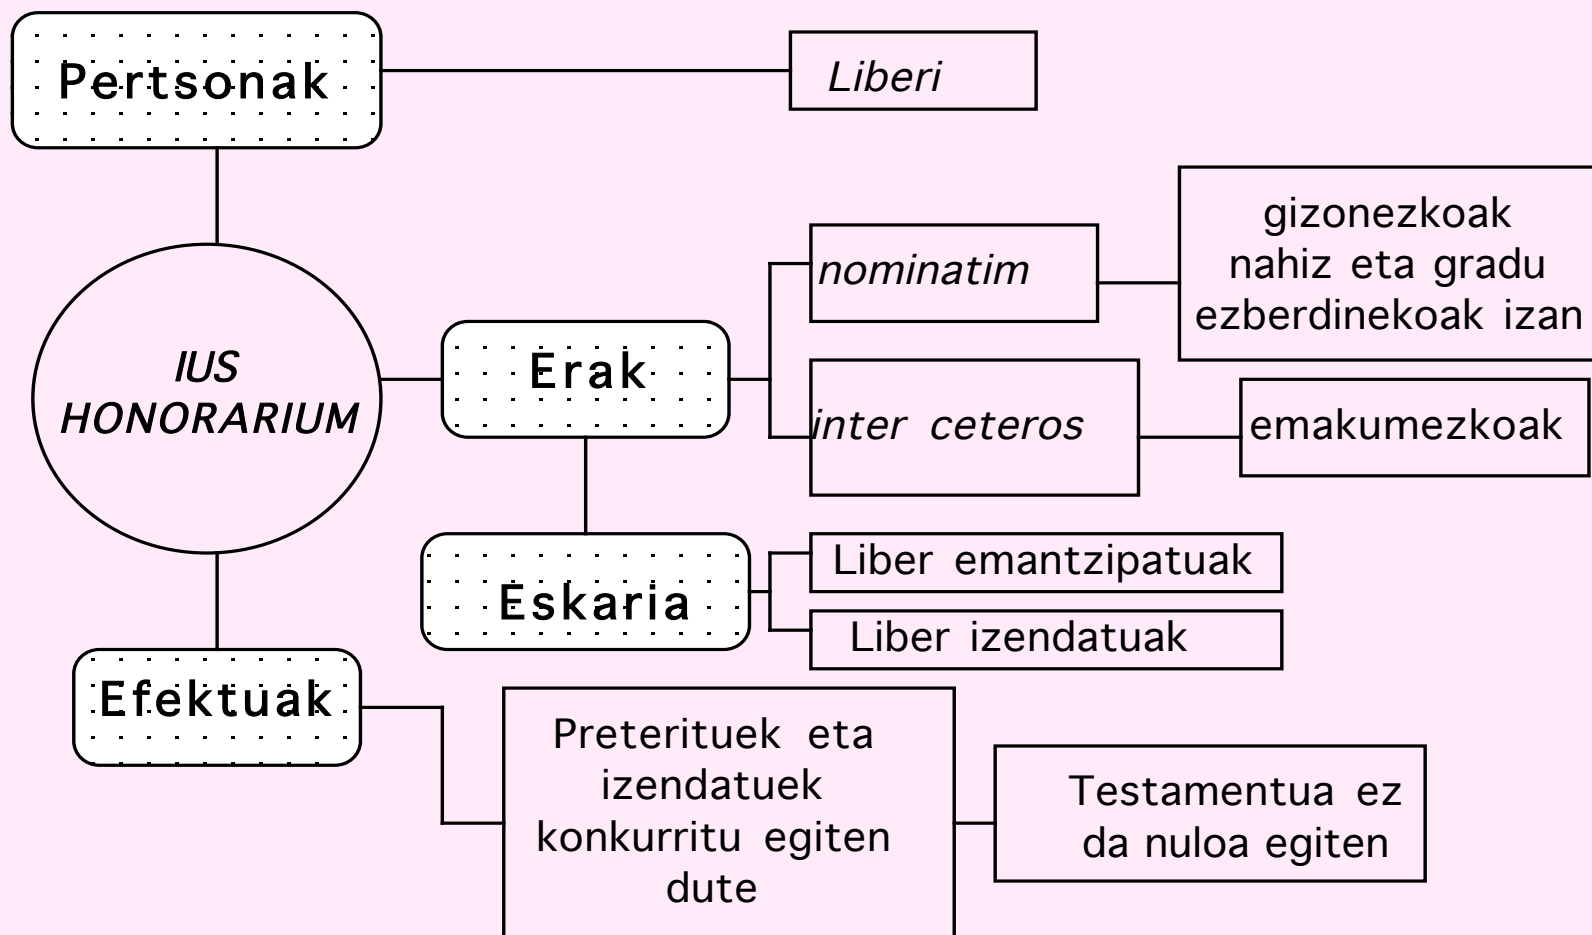 Pertsonak
Liberi
IUS
HONORARIUM
Erak
nominatim
gizonezkoak
nahiz eta gradu
ezberdinekoak izan
inter ceteros
emakumezkoak
Eskaria
Liber emantzipatuak
Liber izendatuak
Efektuak
Preterituek eta
izendatuek
konkurritu egiten
dute
Testamentua ez
da nuloa egiten